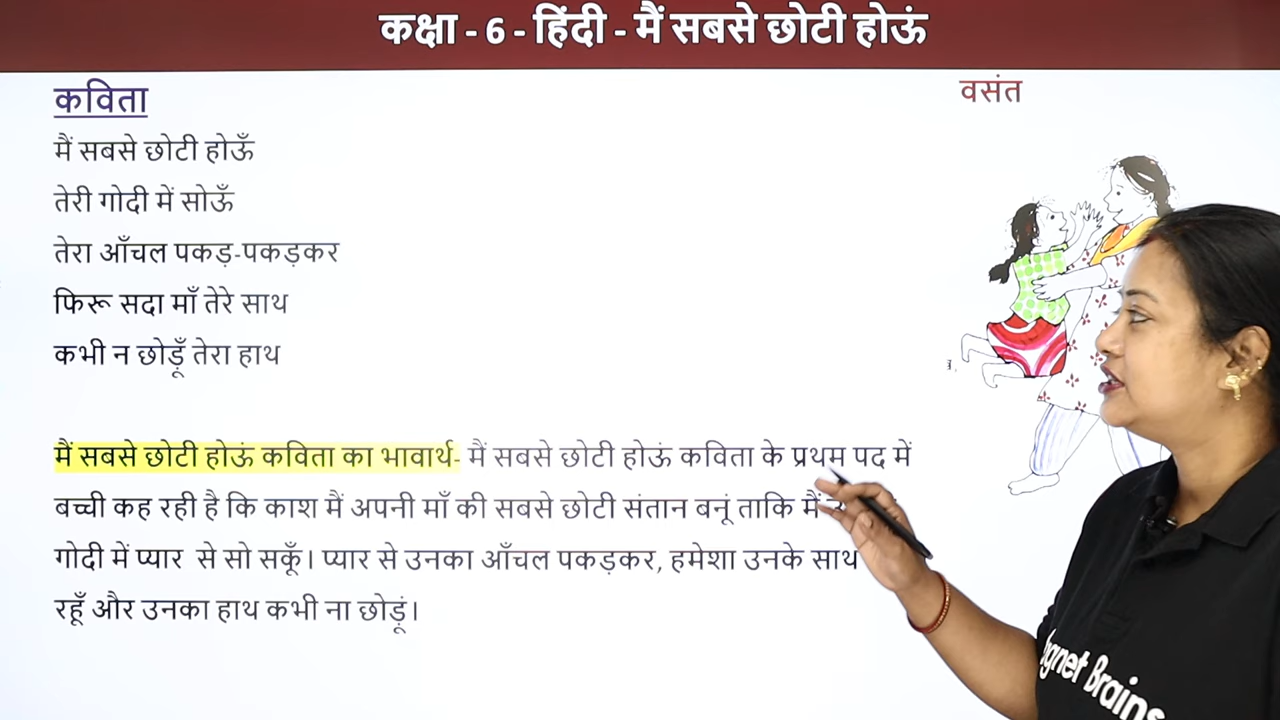 कक्षा - 6 - हिंदी - मैं सबसे छोटी होऊं
कविता
वसंत
मैं सबसे छोटी होऊँ
तेरी गोदी में सोऊँ
तेरा आँचल पकड़-पकड़कर
फिरू सदा माँ तेरे साथ
कभी न छोड़ूँ तेरा हाथ
मैं सबसे छोटी होऊं कविता का भावार्थ- मैं सबसे छोटी होऊं कविता के प्रथम पद में
बच्ची कह रही है कि काश मैं अपनी माँ की सबसे छोटी संतान बनूं ताकि मैं
गोदी में प्यार से सो सकूँ। प्यार से उनका आँचल पकड़कर, हमेशा उनके साथ
रहूँ और उनका हाथ कभी ना छोड़ूं।
Brains